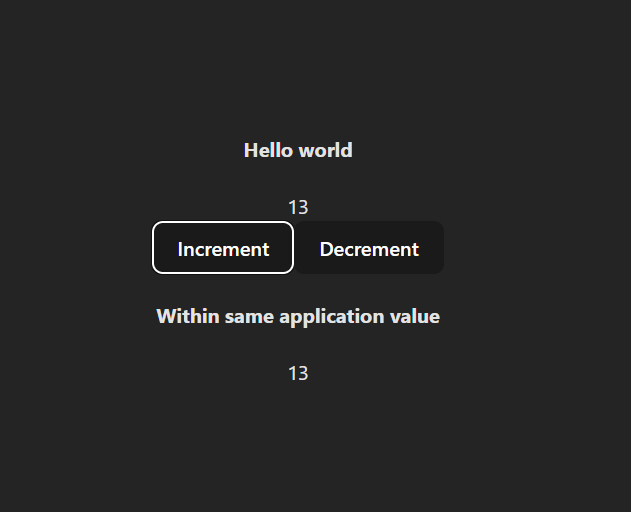 Hello world
13
Increment Decrement
Within same application value
13